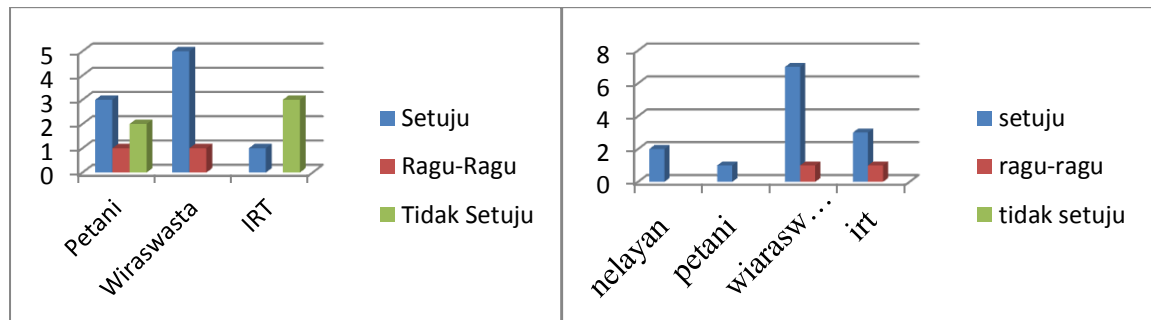 5
4
3
2
1
0
Petani
Wiraswasta
IRT
Setuju
Ragu-Ragu
Tidak Setuju
8
6
4
2
0
nelayan
petani
wiarasw…
irt
setuju
ragu-ragu
tidak setuju